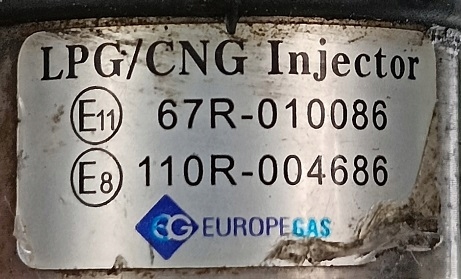 LPG/CNG Injector
E11 67R-010086
E8 110R-004686
EG EUROPEGAS